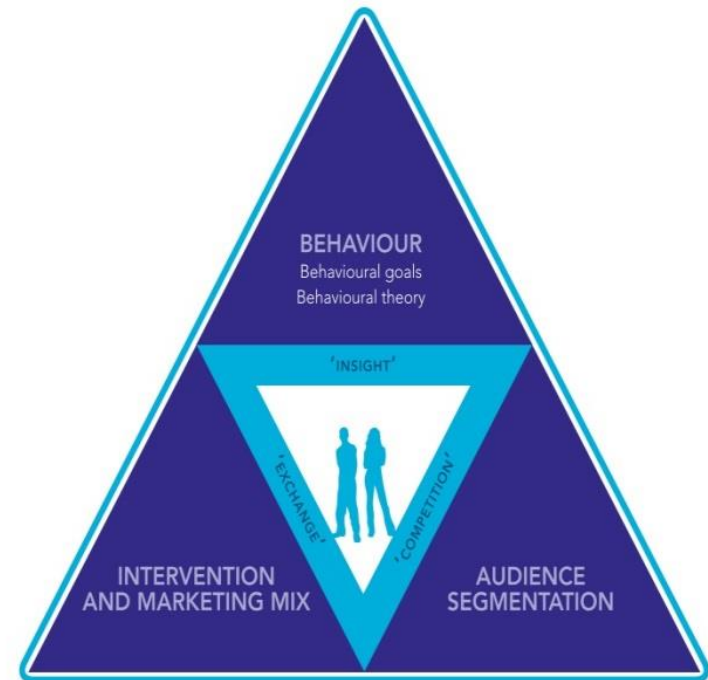 BEHAVIOUR
Behavioural goals
Behavioural theory
'INSIGHT'
'EXCHANGE'
'COMPETITION'
INTERVENTION
AND MARKETING MIX
AUDIENCE
SEGMENTATION